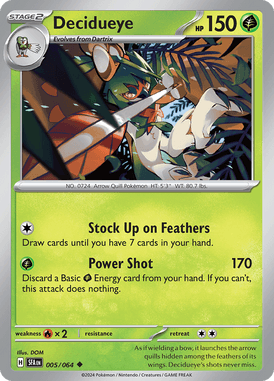 STAGE2 Decidueye HP 150
Evolves from Dartrix
NO. 0724 Arrow Quill Pokémon HT: 5'3" WT: 80.7 lbs.
Stock Up on Feathers
Draw cards until you have 7 cards in your hand.
Power Shot 170
Discard a Basic Energy card from your hand. If you can't,
this attack does nothing.
weakness ×2 resistance retreat
Illus. DOM
H SFA EN 005/064
As if wielding a bow, it launches the arrow
quills hidden among the feathers of its
wings. Decidueye's shots never miss.
©2024 Pokémon / Nintendo / Creatures / GAME FREAK